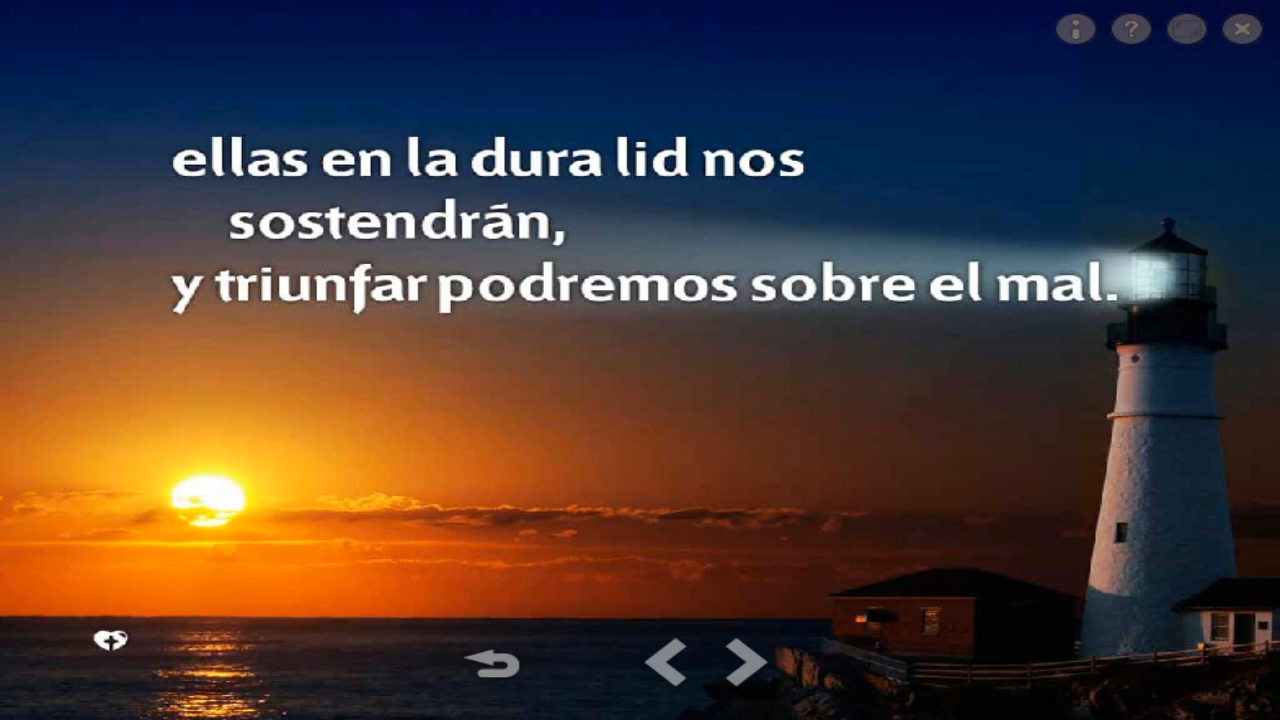 ellas en la dura lid nos
sostendrán,
y triunfar podremos sobre el mal.